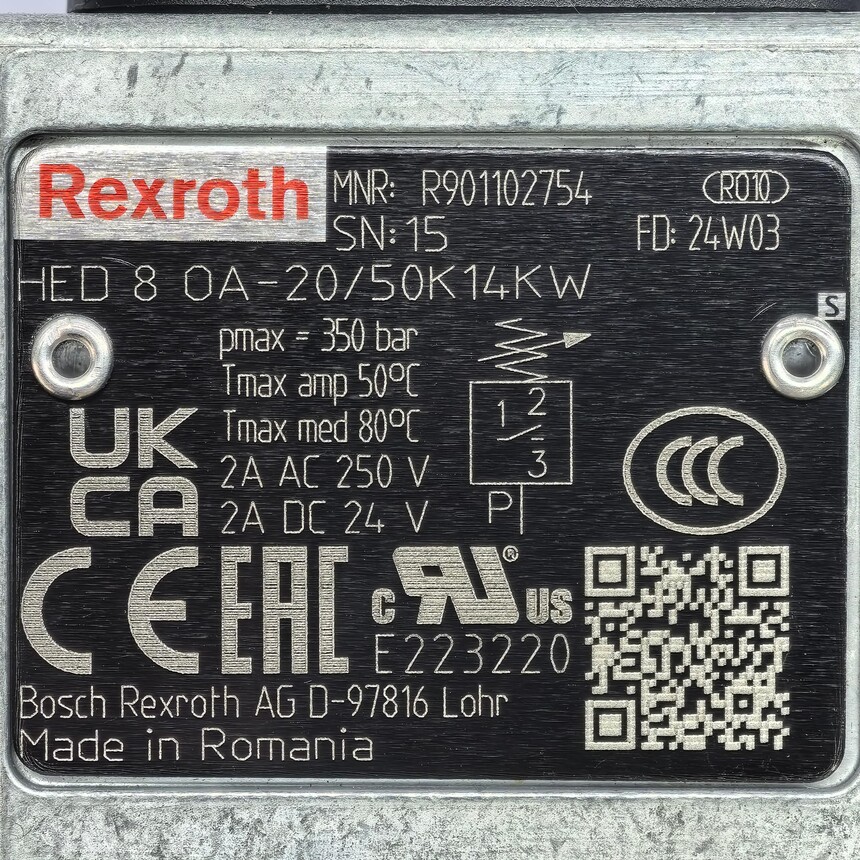 Rexroth
MNR: R901102754
RO10
SN: 15
FD: 24W03
HED 8 OA-20/50K14KW
S
pmax = 350 bar
Tmax amp 50°C
Tmax med 80°C
2A AC 250 V
2A DC 24 V
1 2
3
P
UK
CA
CCC
CE
EAC
c RU ® US
E223220
Bosch Rexroth AG D-97816 Lohr
Made in Romania